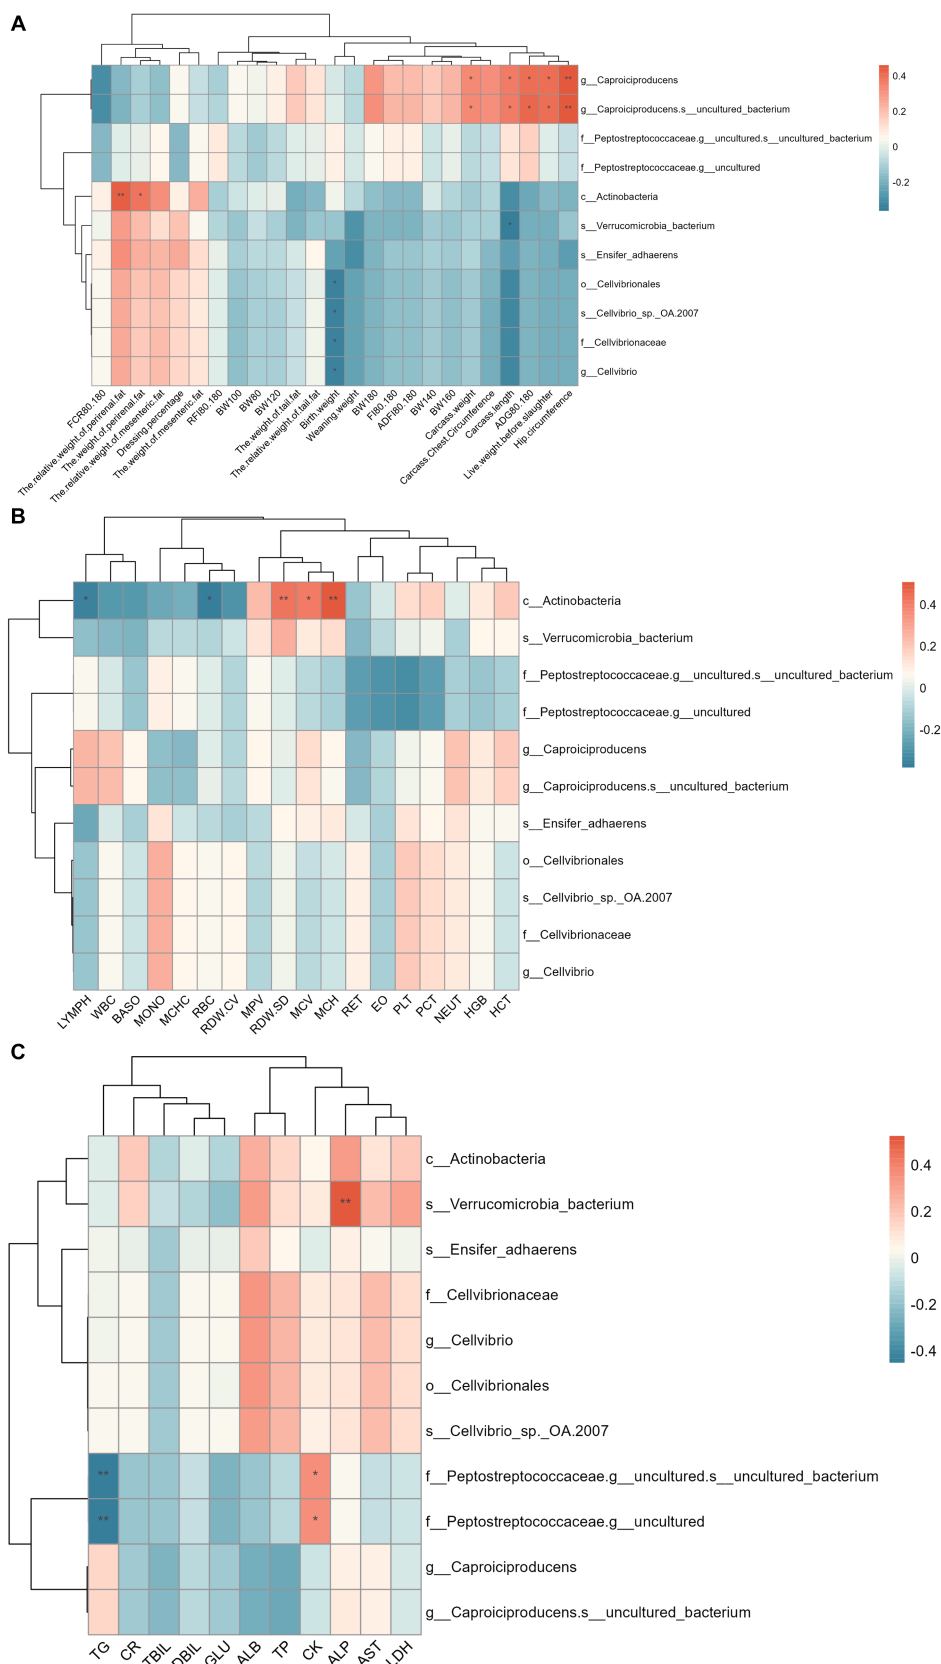 A
0.4
0.2
0
-0.2
g__Caproiciproducens
g__Caproiciproducens.s__uncultured_bacterium
f__Peptostreptococcaceae.g__uncultured.s__uncultured_bacterium
f__Peptostreptococcaceae.g__uncultured
c__Actinobacteria
s__Verrucomicrobia_bacterium
s__Ensifer_adhaerens
o__Cellvibrionales
s__Cellvibrio_sp._OA.2007
f__Cellvibrionaceae
g__Cellvibrio
* * * * **
* * * * **
** *
*
*
*
*
*
FCR80.180
The.relative.weight.of.perirenal.fat
The.weight.of.perirenal.fat
The.relative.weight.of.mesenteric.fat
Dressing.percentage
The.weight.of.mesenteric.fat
RFI80.180
BW100
BW80
BW120
The.weight.of.tail.fat
The.relative.weight.of.tail.fat
Birth.weight
Weaning.weight
BW180
FI80.180
ADFI80.180
BW140
BW160
Carcass.weight
Carcass.Chest.Circumference
Carcass.length
ADG80.180
Live.weight.before.slaughter
Hip.circumference
B
0.4
0.2
0
-0.2
* * ** * **
c__Actinobacteria
s__Verrucomicrobia_bacterium
f__Peptostreptococcaceae.g__uncultured.s__uncultured_bacterium
f__Peptostreptococcaceae.g__uncultured
g__Caproiciproducens
g__Caproiciproducens.s__uncultured_bacterium
s__Ensifer_adhaerens
o__Cellvibrionales
s__Cellvibrio_sp._OA.2007
f__Cellvibrionaceae
g__Cellvibrio
LYMPH
WBC
BASO
MONO
MCHC
RBC
RDW.CV
MPV
RDW.SD
MCV
MCH
RET
EO
PLT
PCT
NEUT
HGB
HCT
C
0.4
0.2
0
-0.2
-0.4
c__Actinobacteria
** s__Verrucomicrobia_bacterium
s__Ensifer_adhaerens
f__Cellvibrionaceae
g__Cellvibrio
o__Cellvibrionales
s__Cellvibrio_sp._OA.2007
** * f__Peptostreptococcaceae.g__uncultured.s__uncultured_bacterium
** * f__Peptostreptococcaceae.g__uncultured
g__Caproiciproducens
g__Caproiciproducens.s__uncultured_bacterium
TG
CR
TBIL
DBIL
GLU
ALB
TP
CK
ALP
AST
LDH